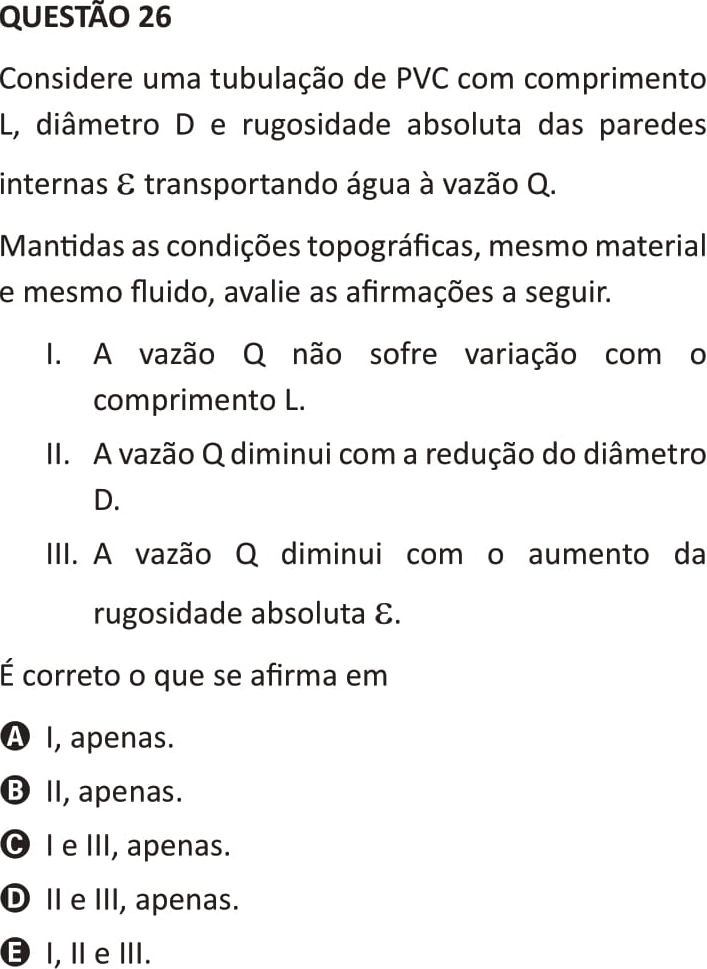 QUESTÃO 26
Considere uma tubulação de PVC com comprimento
L, diâmetro D e rugosidade absoluta das paredes
internas Ɛ transportando água à vazão Q.
Mantidas as condições topográficas, mesmo material
e mesmo fluido, avalie as afirmações a seguir.
I. A vazão Q não sofre variação com o
comprimento L.
II. A vazão Q diminui com a redução do diâmetro
D.
III. A vazão Q diminui com o aumento da
rugosidade absoluta Ɛ.
É correto o que se afirma em
A I, apenas.
B II, apenas.
C I e III, apenas.
D II e III, apenas.
E I, II e III.